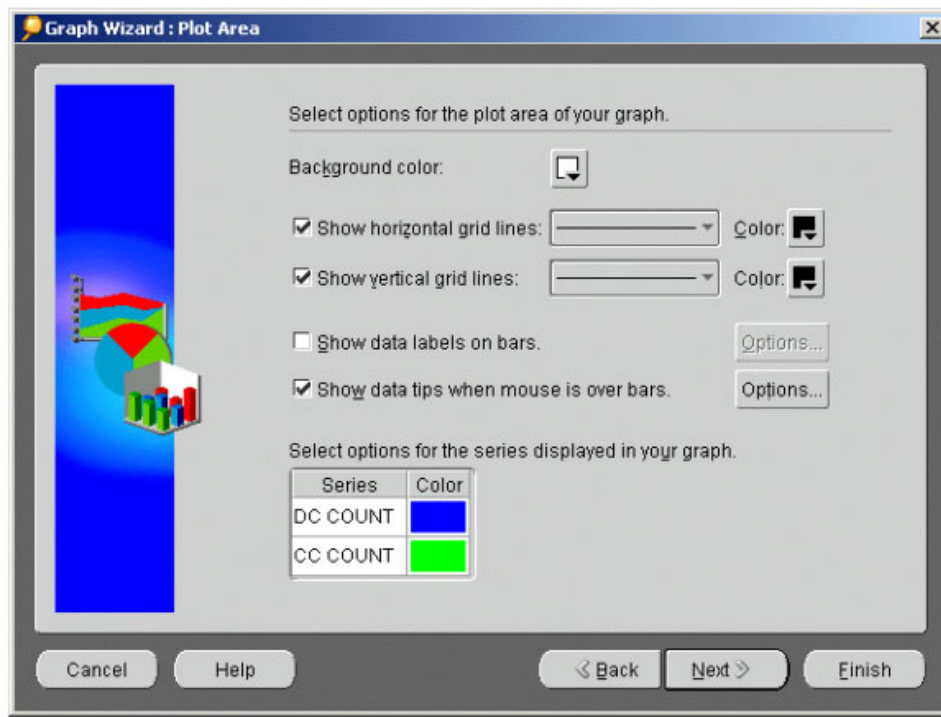 Graph Wizard : Plot Area
Select options for the plot area of your graph.
Background color:
Show horizontal grid lines: Color:
Show vertical grid lines: Color:
Show data labels on bars. Options...
Show data tips when mouse is over bars. Options...
Select options for the series displayed in your graph.
Series Color
DC COUNT
CC COUNT
Cancel Help Back Next Finish